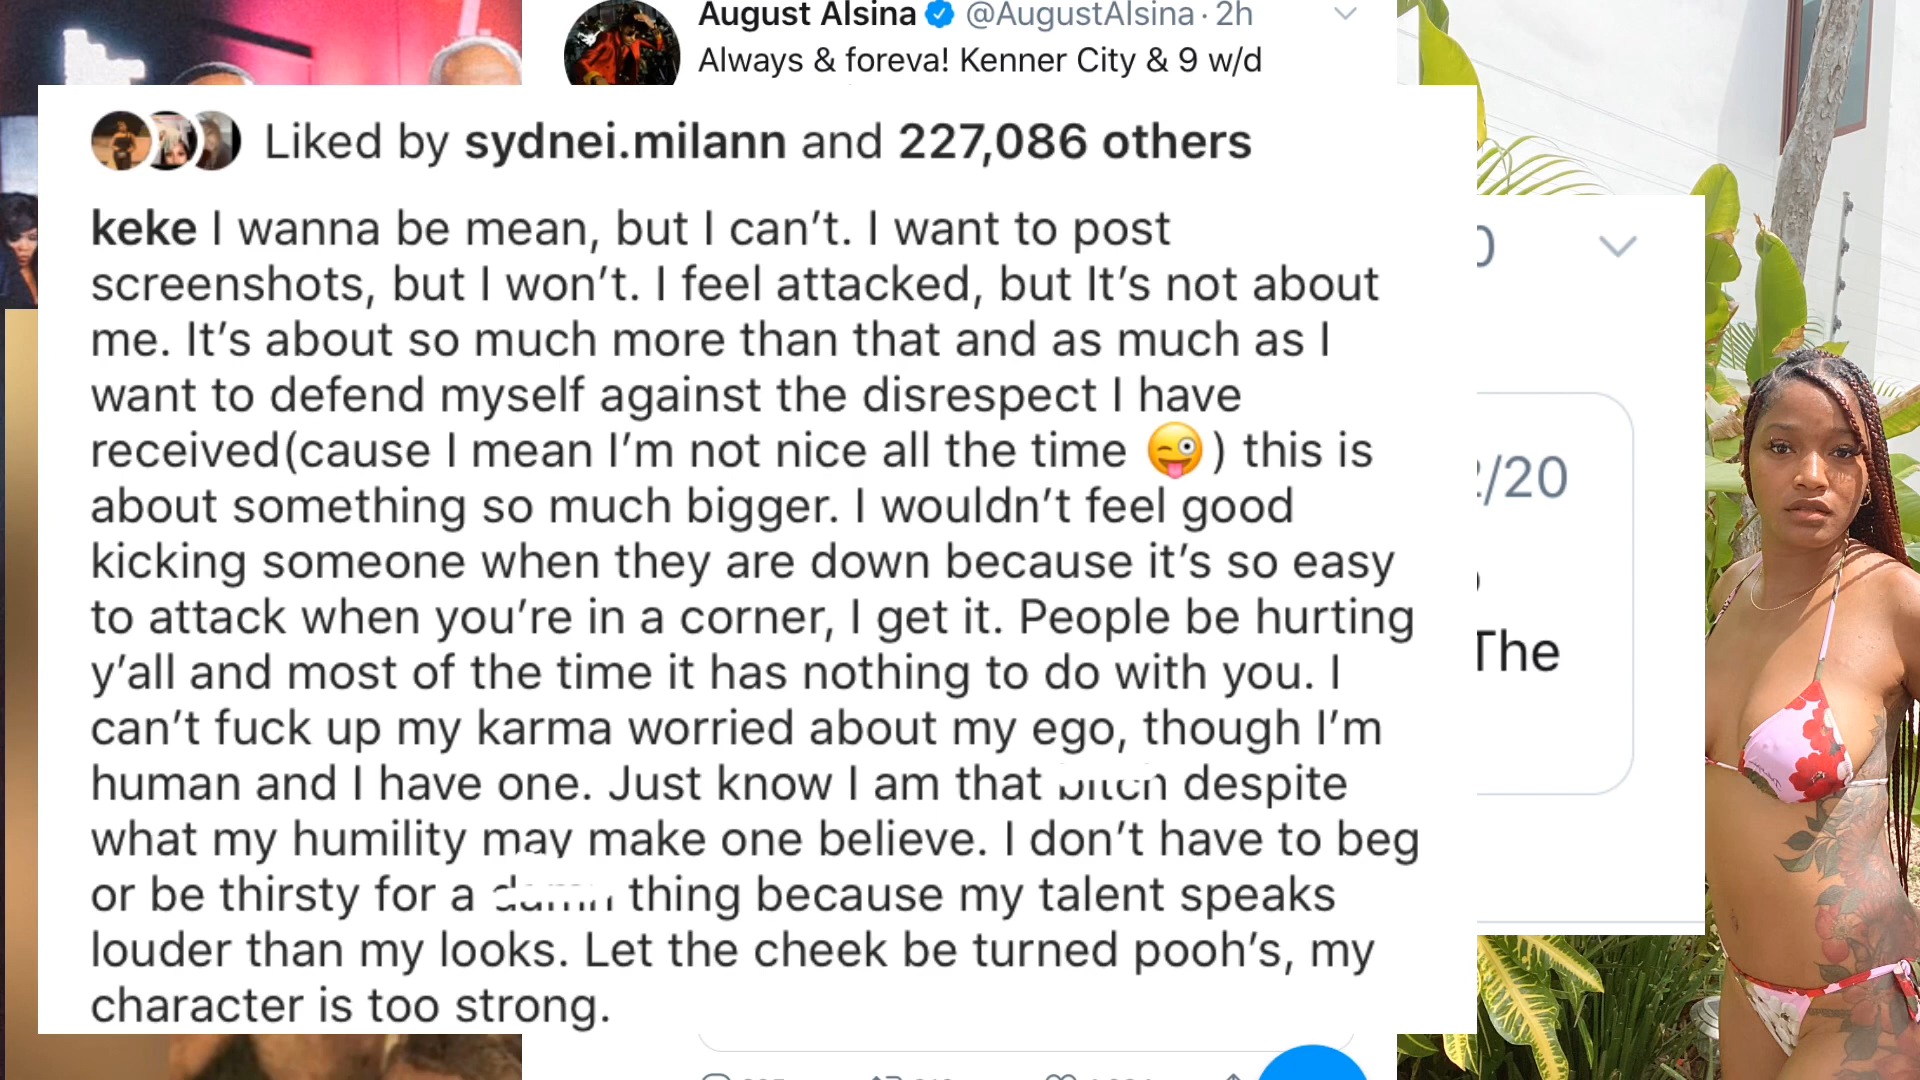 August Alsina @AugustAlsina · 2h
Always & foreva! Kenner City & 9 w/d
Liked by sydnei.milann and 227,086 others
keke I wanna be mean, but I can’t. I want to post
screenshots, but I won’t. I feel attacked, but It’s not about
me. It’s about so much more than that and as much as I
want to defend myself against the disrespect I have
received(cause I mean I’m not nice all the time 😜) this is
about something so much bigger. I wouldn’t feel good
kicking someone when they are down because it’s so easy
to attack when you’re in a corner, I get it. People be hurting
y’all and most of the time it has nothing to do with you. I
can’t fuck up my karma worried about my ego, though I’m
human and I have one. Just know I am that bitch despite
what my humility may make one believe. I don’t have to beg
or be thirsty for a damn thing because my talent speaks
louder than my looks. Let the cheek be turned pooh’s, my
character is too strong.
/20
The